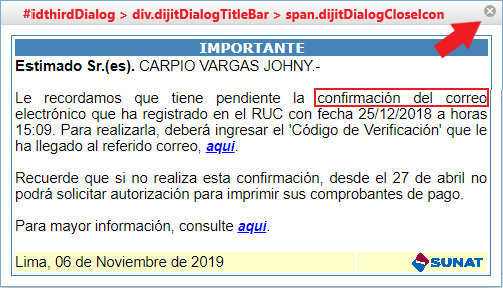 #idthirdDialog > div.dijitDialogTitleBar > span.dijitDialogCloseIcon
IMPORTANTE
Estimado Sr.(es). CARPIO VARGAS JOHNY.-
Le recordamos que tiene pendiente la confirmación del correo
electrónico que ha registrado en el RUC con fecha 25/12/2018 a horas
15:09. Para realizarla, deberá ingresar el 'Código de Verificación' que le
ha llegado al referido correo, aqui.
Recuerde que si no realiza esta confirmación, desde el 27 de abril no
podrá solicitar autorización para imprimir sus comprobantes de pago.
Para mayor información, consulte aqui.
Lima, 06 de Noviembre de 2019
SUNAT